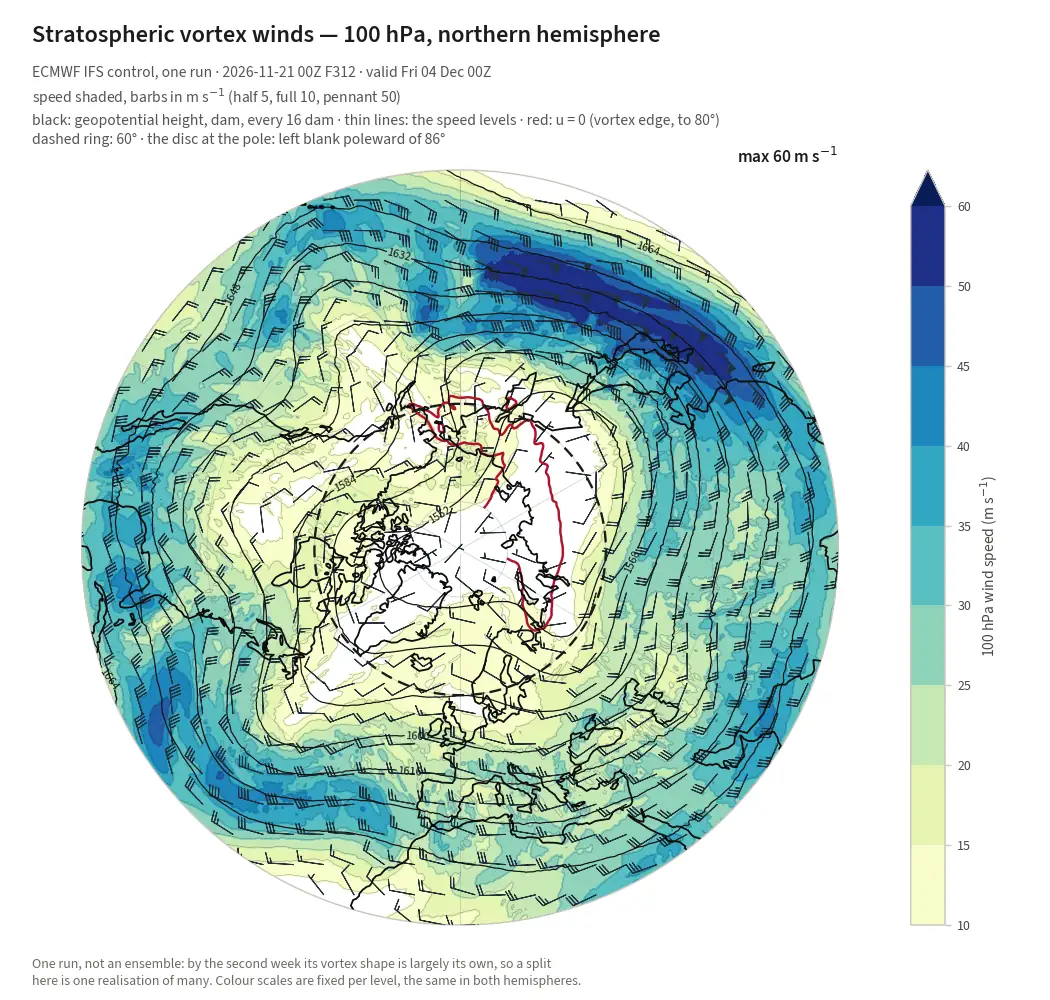 Stratospheric vortex winds — 100 hPa, northern hemisphere
ECMWF IFS control, one run · 2026-11-21 00Z F312 · valid Fri 04 Dec 00Z
speed shaded, barbs in m s⁻¹ (half 5, full 10, pennant 50)
black: geopotential height, dam, every 16 dam · thin lines: the speed levels · red: u = 0 (vortex edge, to 80°)
dashed ring: 60° · the disc at the pole: left blank poleward of 86°
max 60 m s⁻¹
1664
1632
1648
1584
1552
1568
1664
1600
1616
60
50
45
40
35
30
25
20
15
10
100 hPa wind speed (m s⁻¹)
One run, not an ensemble: by the second week its vortex shape is largely its own, so a split
here is one realisation of many. Colour scales are fixed per level, the same in both hemispheres.